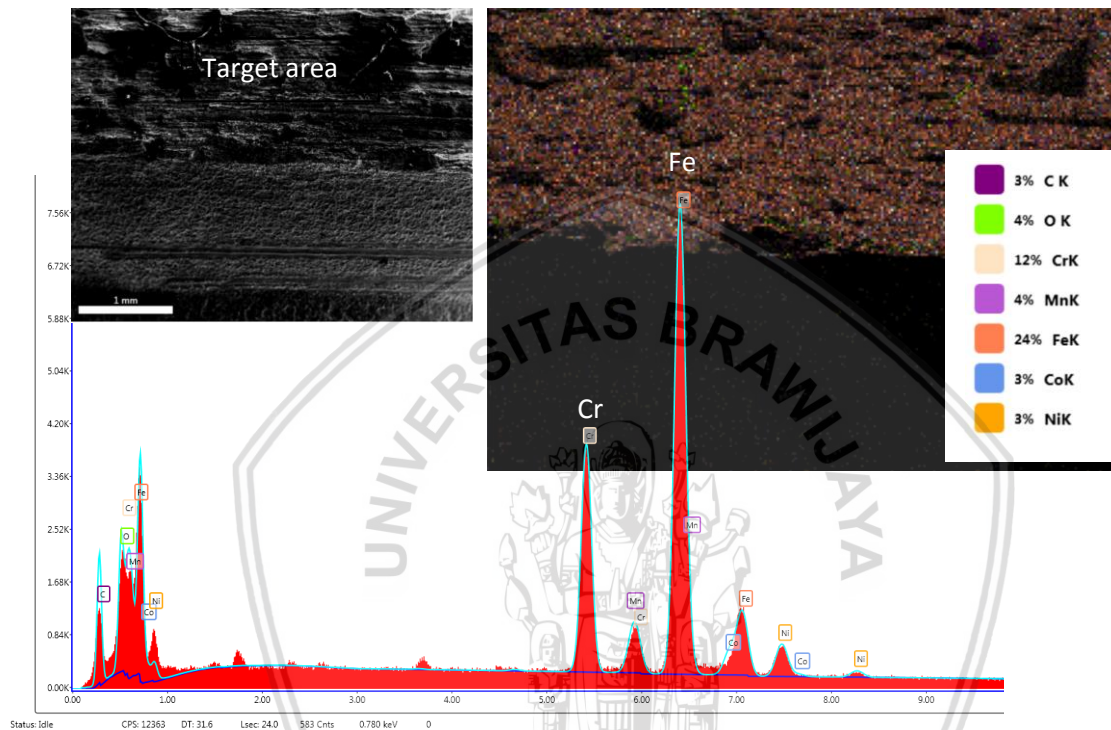 Target area
1 mm
Fe
Cr
3% C K
4% O K
12% CrK
4% MnK
24% FeK
3% CoK
3% NiK
7.56K
6.72K
5.88K
5.04K
4.20K
3.36K
2.52K
1.68K
0.84K
0.00K
C
O
Cr
Fe
Mn
Co
Ni
Cr
Mn
Cr
Fe
Mn
Co
Fe
Ni
Co
Ni
0.00 1.00 2.00 3.00 4.00 5.00 6.00 7.00 8.00 9.00
UNIVERSITAS BRAWIJAYA
Status: Idle CPS: 12363 DT: 31.6 Lsec: 24.0 583 Cnts 0.780 keV 0